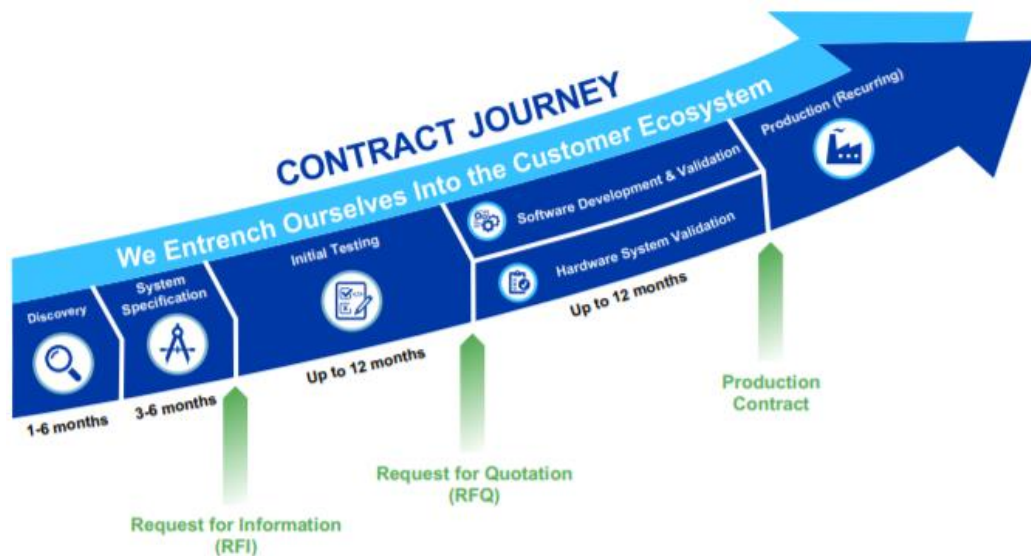 CONTRACT JOURNEY
We Entrench Ourselves Into the Customer Ecosystem
Discovery
1-6 months
System
Specification
3-6 months
Initial Testing
Up to 12 months
Software Development & Validation
Hardware System Validation
Up to 12 months
Production (Recurring)
Request for Information
(RFI)
Request for Quotation
(RFQ)
Production
Contract